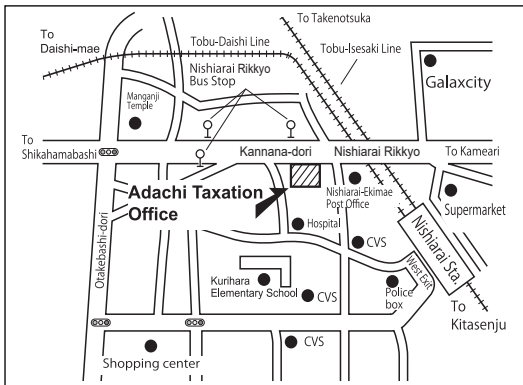 To Takenotsuka
To
Daishi-mae
Tobu-Daishi Line
Tobu-Isesaki Line
Nishiarai Rikkyo
Bus Stop
Galaxcity
Manganji
Temple
To
Shikahamabashi
Kannana-dori
Nishiarai Rikkyo
To Kameari
Adachi Taxation
Office
Nishiarai-Ekimae
Post Office
Supermarket
Otakebashi-dori
Hospital
CVS
Nishiarai Sta.
West Exit
Kurihara
Elementary School
CVS
Police
box
To
Kitasenju
CVS
Shopping center